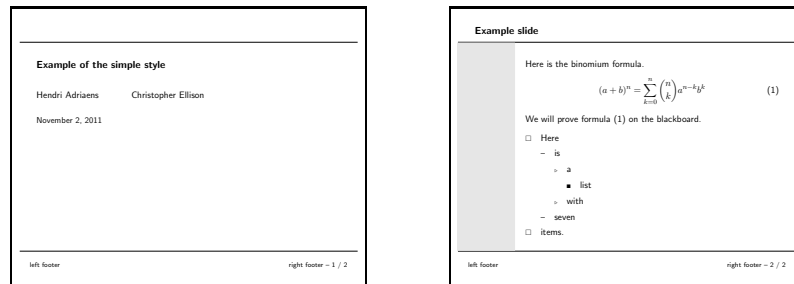 Example of the simple style
Hendri Adriaens Christopher Ellison
November 2, 2011
left footer right footer – 1 / 2
Example slide
Here is the binomium formula.
(a + b)^n = \sum_{k=0}^{n} \binom{n}{k} a^{n−k} b^k (1)
We will prove formula (1) on the blackboard.
□ Here
– is
▹ a
■ list
▹ with
– seven
□ items.
left footer right footer – 2 / 2